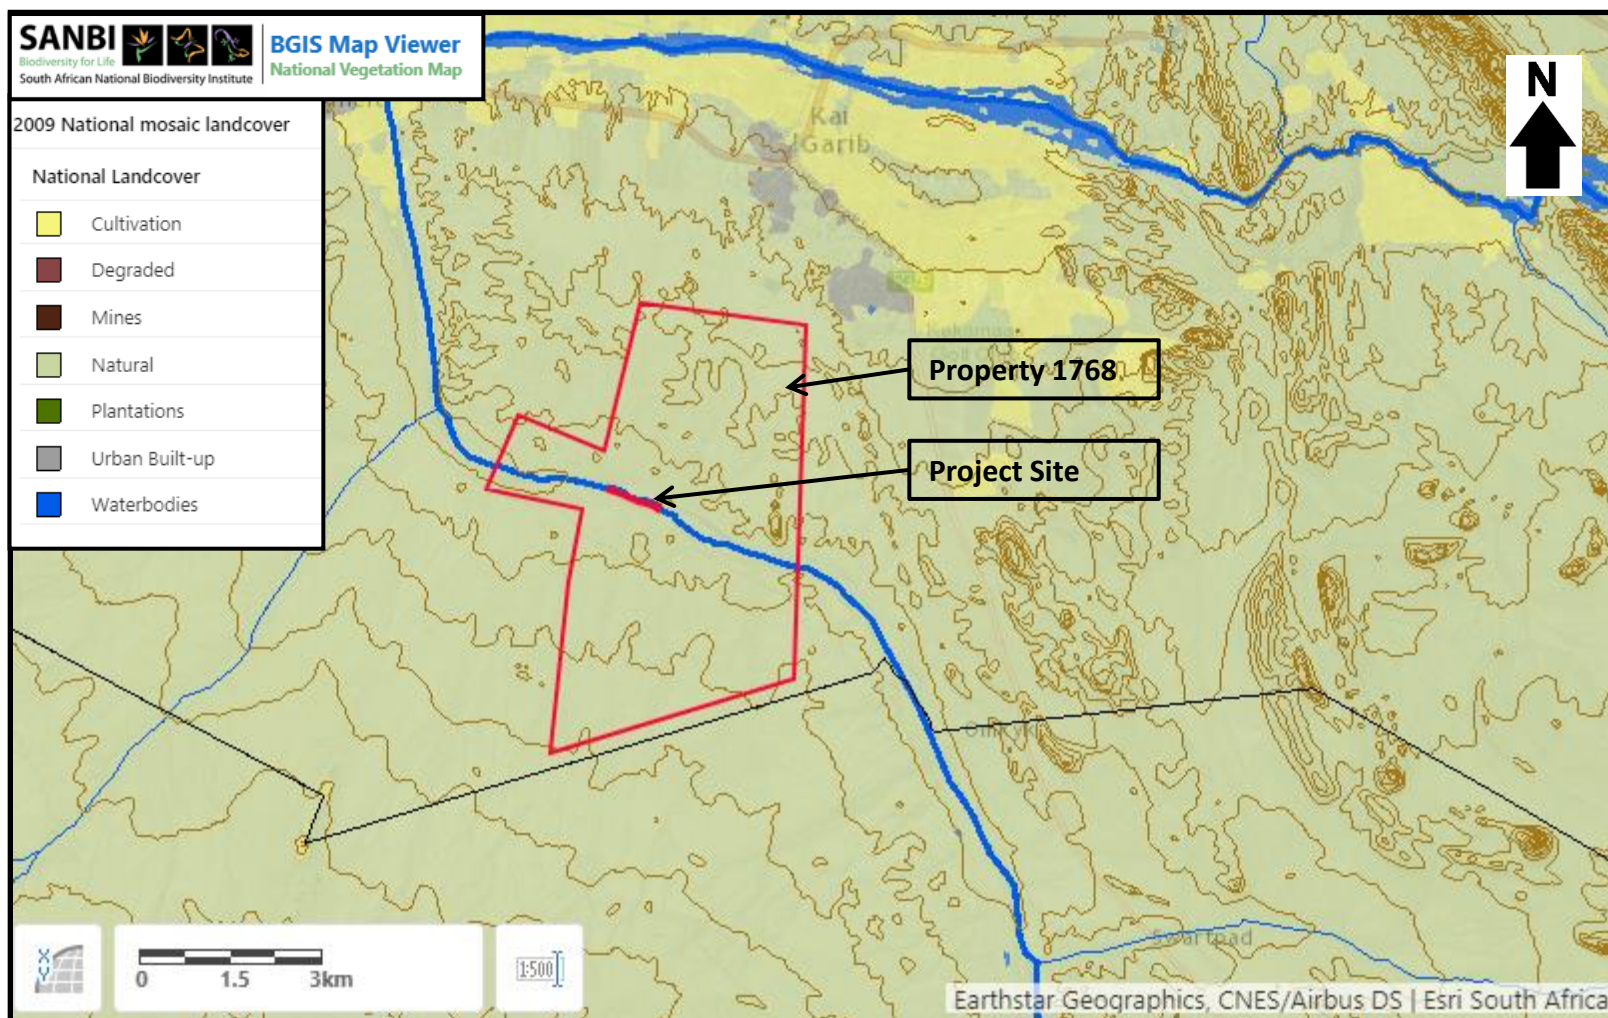 SANBI
Biodiversity for Life
South African National Biodiversity Institute
BGIS Map Viewer
National Vegetation Map
2009 National mosaic landcover
National Landcover
Cultivation
Degraded
Mines
Natural
Plantations
Urban Built-up
Waterbodies
N
Kai
!Garib
Property 1768
Project Site
Swartpad
X
Y
0 1.5 3km
1:500
Earthstar Geographics, CNES/Airbus DS | Esri South Africa